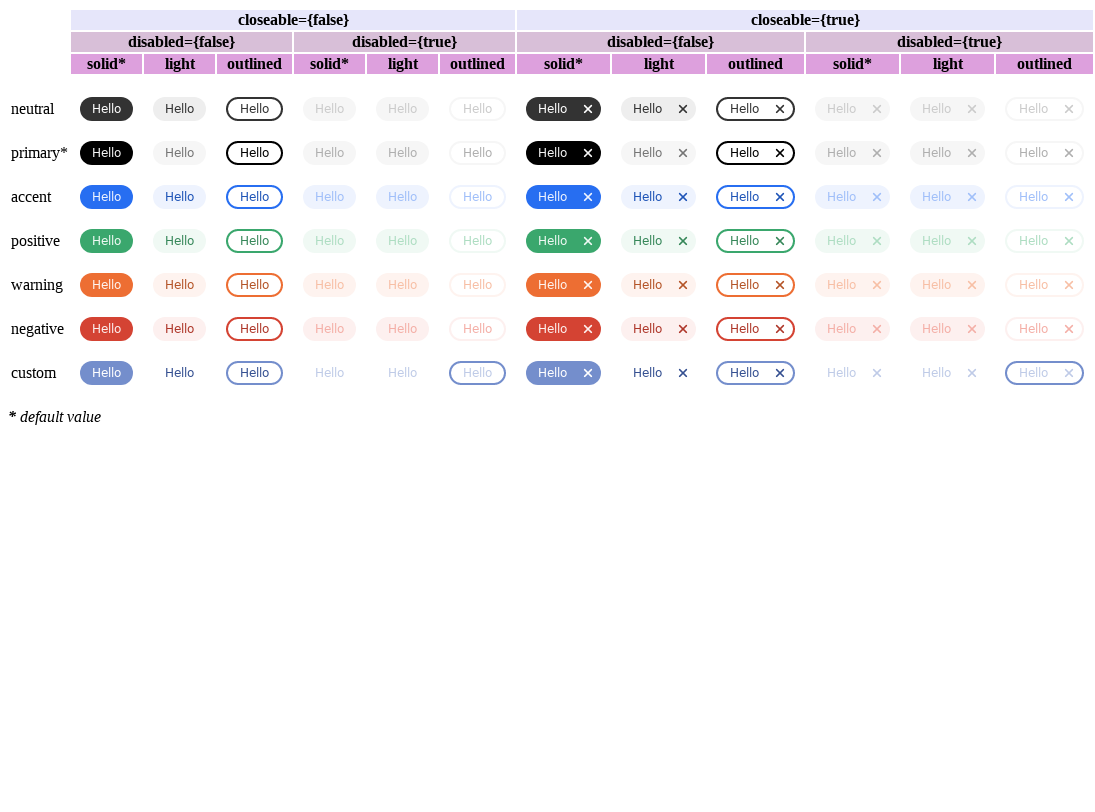 closeable={false} closeable={true}
disabled={false} disabled={true} disabled={false} disabled={true}
solid* light outlined solid* light outlined solid* light outlined solid* light outlined
neutral Hello Hello Hello Hello Hello Hello Hello Hello Hello Hello Hello Hello
primary* Hello Hello Hello Hello Hello Hello Hello Hello Hello Hello Hello Hello
accent Hello Hello Hello Hello Hello Hello Hello Hello Hello Hello Hello Hello
positive Hello Hello Hello Hello Hello Hello Hello Hello Hello Hello Hello Hello
warning Hello Hello Hello Hello Hello Hello Hello Hello Hello Hello Hello Hello
negative Hello Hello Hello Hello Hello Hello Hello Hello Hello Hello Hello Hello
custom Hello Hello Hello Hello Hello Hello Hello Hello Hello Hello Hello Hello
* default value